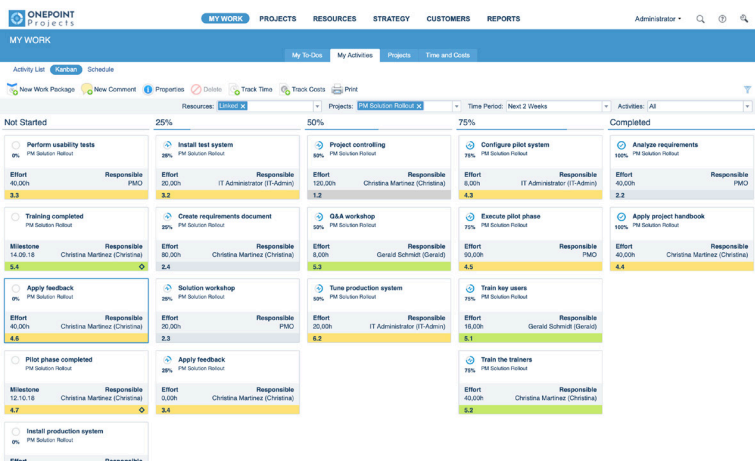 ONEPOINT
Projects
MY WORK PROJECTS RESOURCES STRATEGY CUSTOMERS REPORTS
Administrator
MY WORK
My To-Dos My Activities Projects Time and Costs
Activity List Kanban Schedule
New Work Package New Comment Properties Delete Track Time Track Costs Print
Resources: Linked x Projects: PM Solution Rollout x Time Period: Next 2 Weeks Activities: All
Not Started
Perform usability tests
0% PM Solution Rollout
Effort Responsible
40,00h PMO
3.3
Training completed
PM Solution Rollout
Milestone Responsible
14.09.18 Christina Martinez (Christina)
5.4
Apply feedback
0% PM Solution Rollout
Effort Responsible
40,00h Christina Martinez (Christina)
4.6
Pilot phase completed
PM Solution Rollout
Milestone Responsible
12.10.18 Christina Martinez (Christina)
4.7
Install production system
0% PM Solution Rollout
Effort Responsible
25%
Install test system
25% PM Solution Rollout
Effort Responsible
20,00h IT Administrator (IT-Admin)
3.2
Create requirements document
25% PM Solution Rollout
Effort Responsible
80,00h Christina Martinez (Christina)
2.4
Solution workshop
25% PM Solution Rollout
Effort Responsible
20,00h PMO
2.3
Apply feedback
25% PM Solution Rollout
Effort Responsible
0,00h Christina Martinez (Christina)
3.4
50%
Project controlling
50% PM Solution Rollout
Effort Responsible
120,00h Christina Martinez (Christina)
1.2
Q&A workshop
50% PM Solution Rollout
Effort Responsible
8,00h Gerald Schmidt (Gerald)
5.3
Tune production system
50% PM Solution Rollout
Effort Responsible
20,00h IT Administrator (IT-Admin)
6.2
75%
Configure pilot system
75% PM Solution Rollout
Effort Responsible
8,00h IT Administrator (IT-Admin)
4.3
Execute pilot phase
75% PM Solution Rollout
Effort Responsible
90,00h PMO
4.5
Train key users
75% PM Solution Rollout
Effort Responsible
16,00h Gerald Schmidt (Gerald)
5.1
Train the trainers
75% PM Solution Rollout
Effort Responsible
40,00h Christina Martinez (Christina)
5.2
Completed
Analyze requirements
100% PM Solution Rollout
Effort Responsible
40,00h PMO
2.2
Apply project handbook
100% PM Solution Rollout
Effort Responsible
40,00h Christina Martinez (Christina)
4.4